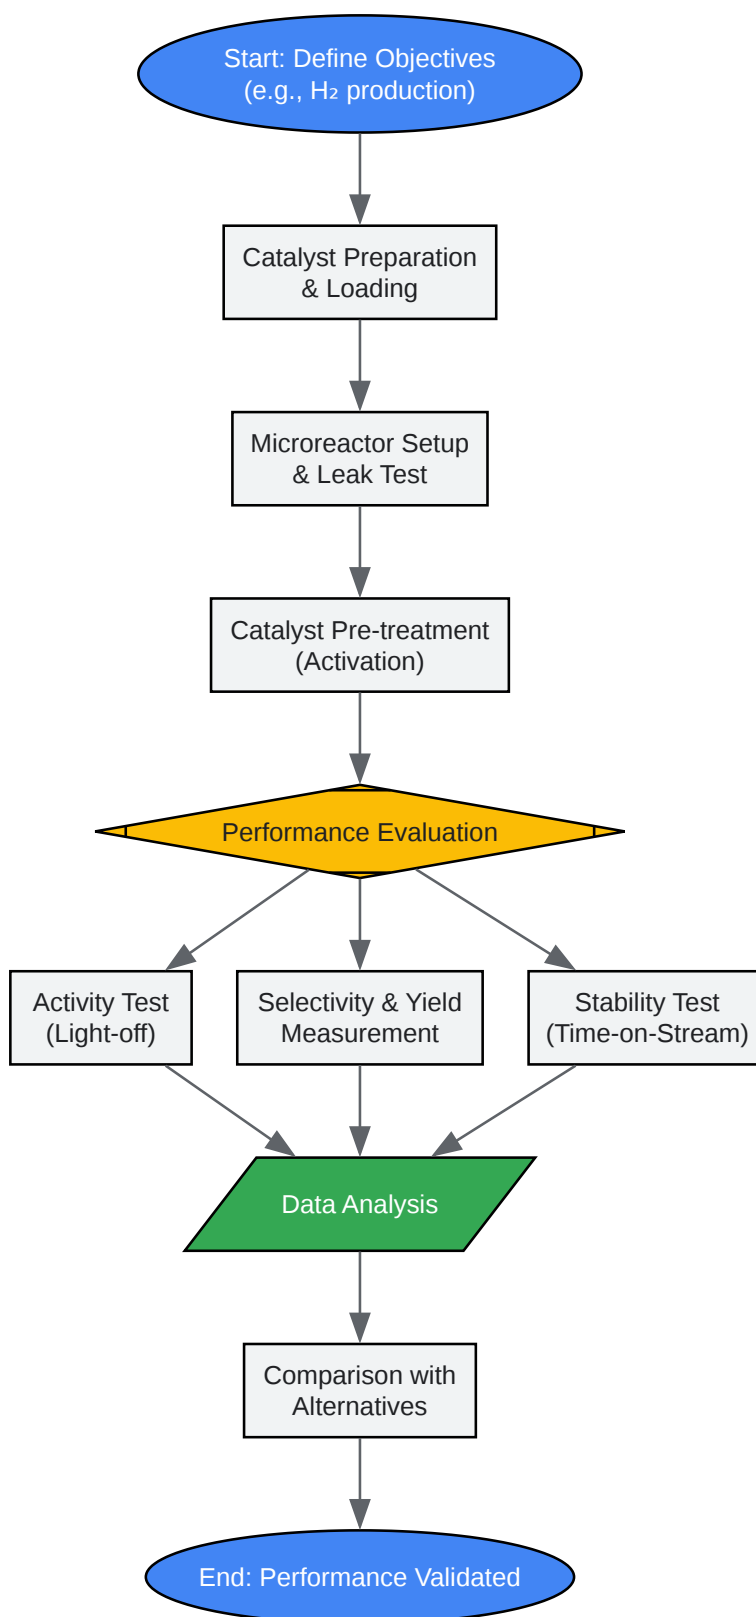 Start: Define Objectives
(e.g., H₂ production)
Catalyst Preparation
& Loading
Microreactor Setup
& Leak Test
Catalyst Pre-treatment
(Activation)
Performance Evaluation
Activity Test
(Light-off)
Selectivity & Yield
Measurement
Stability Test
(Time-on-Stream)
Data Analysis
Comparison with
Alternatives
End: Performance Validated